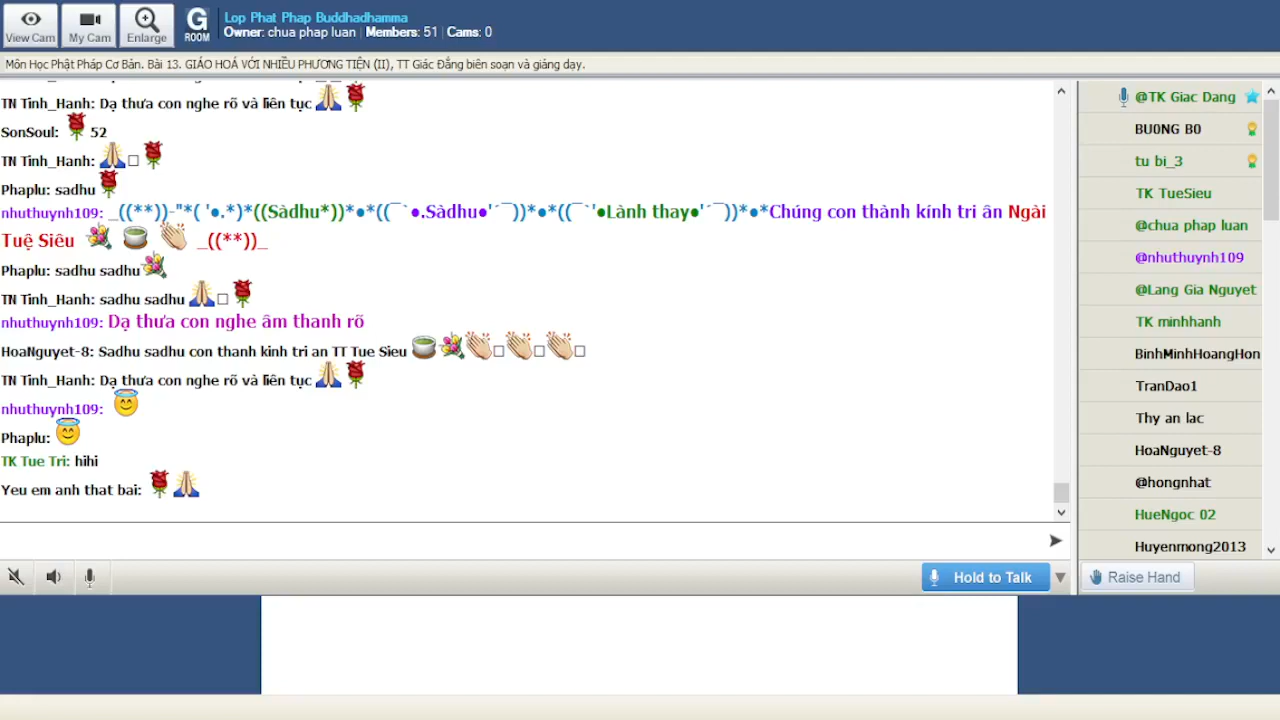 View Cam
My Cam
Enlarge
G
ROOM
Lop Phat Phap Buddhadhamma
Owner: chua phap luan | Members: 51 | Cams: 0
Môn Học Phật Pháp Cơ Bản. Bài 13. GIÁO HOÁ VỚI NHIỀU PHƯƠNG TIỆN (II), TT Giác Đẳng biên soạn và giảng dạy.
TN Tinh_Hanh: Dạ thưa con nghe rõ và liên tục
SonSoul: 52
TN Tinh_Hanh:
Phaplu: sadhu
nhuthuynh109: _((**))-"*( '●.*)*((Sàdhu*))*●*((¯`●.Sàdhu●'´¯))*●*((¯`'●Lành thay●'´¯))*●*Chúng con thành kính tri ân Ngài
Tuệ Siêu _((**))_
Phaplu: sadhu sadhu
TN Tinh_Hanh: sadhu sadhu
nhuthuynh109: Dạ thưa con nghe âm thanh rõ
HoaNguyet-8: Sadhu sadhu con thanh kinh tri an TT Tue Sieu
TN Tinh_Hanh: Dạ thưa con nghe rõ và liên tục
nhuthuynh109:
Phaplu:
TK Tue Tri: hihi
Yeu em anh that bai:
Hold to Talk
@TK Giac Dang
BU0NG B0
tu bi_3
TK TueSieu
@chua phap luan
@nhuthuynh109
@Lang Gia Nguyet
TK minhhanh
BinhMinhHoangHon
TranDao1
Thy an lac
HoaNguyet-8
@hongnhat
HueNgoc 02
Huyenmong2013
Raise Hand